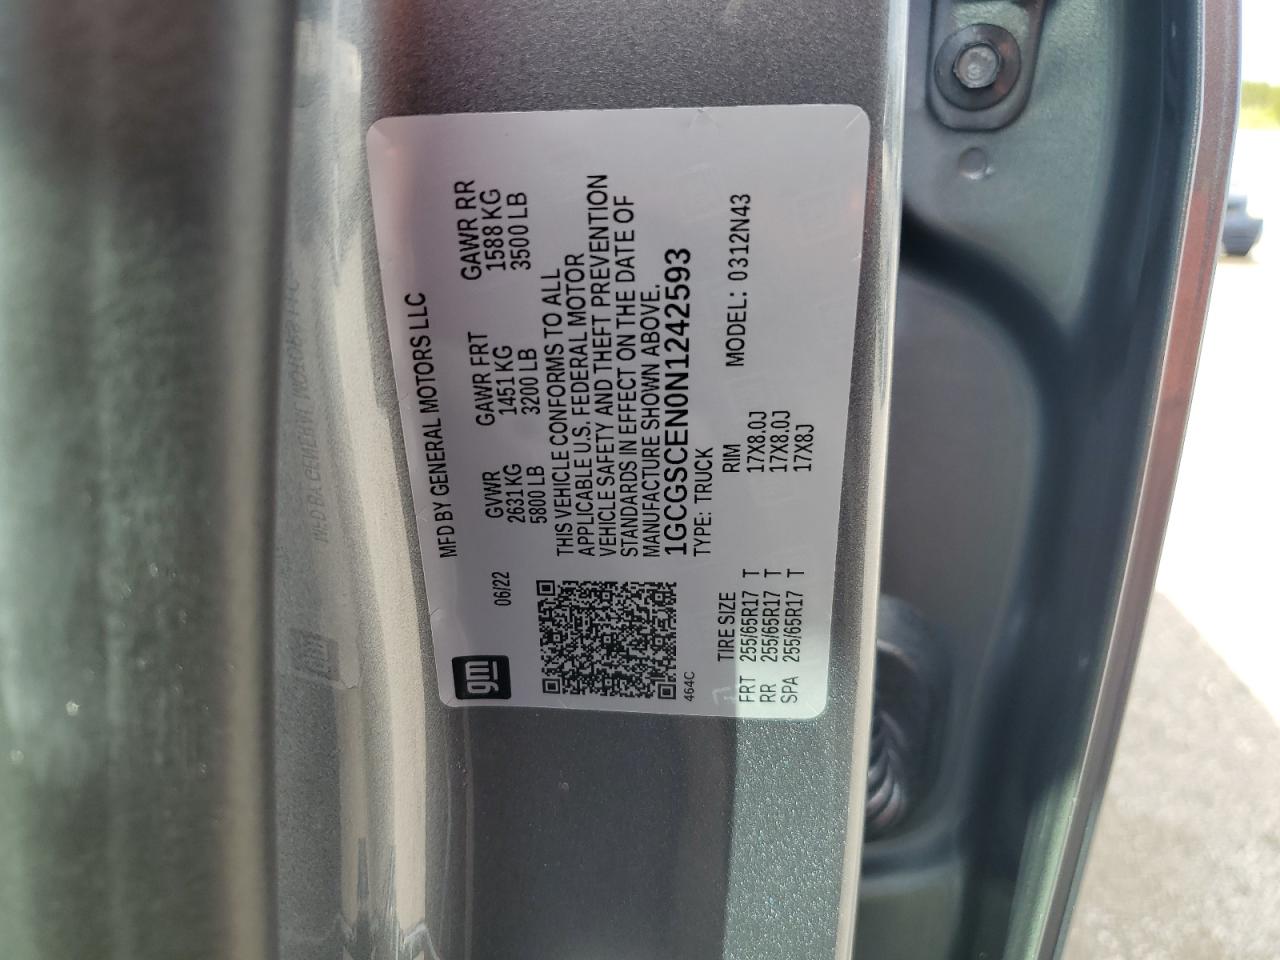 gm
06/22
MFD BY GENERAL MOTORS LLC
GVWR GAWR FRT GAWR RR
2631 KG 1451 KG 1588 KG
5800 LB 3200 LB 3500 LB
THIS VEHICLE CONFORMS TO ALL
APPLICABLE U.S. FEDERAL MOTOR
VEHICLE SAFETY AND THEFT PREVENTION
STANDARDS IN EFFECT ON THE DATE OF
MANUFACTURE SHOWN ABOVE.
1GCGSCEN0N1242593
464C
TYPE: TRUCK
MODEL: 0312N43
TIRE SIZE RIM
FRT 255/65R17 T 17X8.0J
RR 255/65R17 T 17X8.0J
SPA 255/65R17 T 17X8J